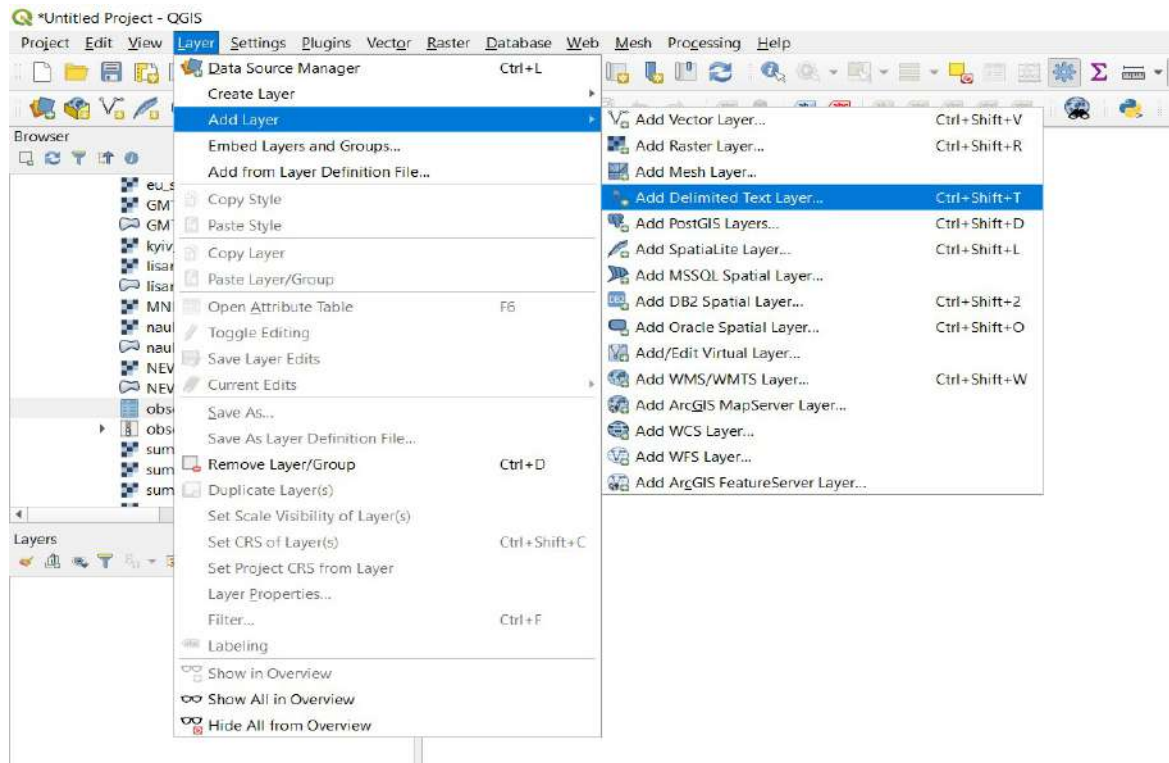 *Untitled Project - QGIS
Project Edit View Layer Settings Plugins Vector Raster Database Web Mesh Processing Help
Data Source Manager Ctrl+L
Create Layer
Add Layer
Embed Layers and Groups...
Add from Layer Definition File...
Copy Style
Paste Style
Copy Layer
Paste Layer/Group
Open Attribute Table F6
Toggle Editing
Save Layer Edits
Current Edits
Save As...
Save As Layer Definition File...
Remove Layer/Group Ctrl+D
Duplicate Layer(s)
Set Scale Visibility of Layer(s)
Set CRS of Layer(s) Ctrl+Shift+C
Set Project CRS from Layer
Layer Properties...
Filter... Ctrl+F
Labeling
Show in Overview
Show All in Overview
Hide All from Overview
Add Vector Layer... Ctrl+Shift+V
Add Raster Layer... Ctrl+Shift+R
Add Mesh Layer...
Add Delimited Text Layer... Ctrl+Shift+T
Add PostGIS Layers... Ctrl+Shift+D
Add SpatiaLite Layer... Ctrl+Shift+L
Add MSSQL Spatial Layer...
Add DB2 Spatial Layer... Ctrl+Shift+2
Add Oracle Spatial Layer... Ctrl+Shift+O
Add/Edit Virtual Layer...
Add WMS/WMTS Layer... Ctrl+Shift+W
Add ArcGIS MapServer Layer...
Add WCS Layer...
Add WFS Layer...
Add ArcGIS FeatureServer Layer...
Browser
eu_s
GMT
GM
kyiv
lisar
lisar
MNI
naul
naul
NEV
NEV
obse
obse
sum
sum
sum
Layers